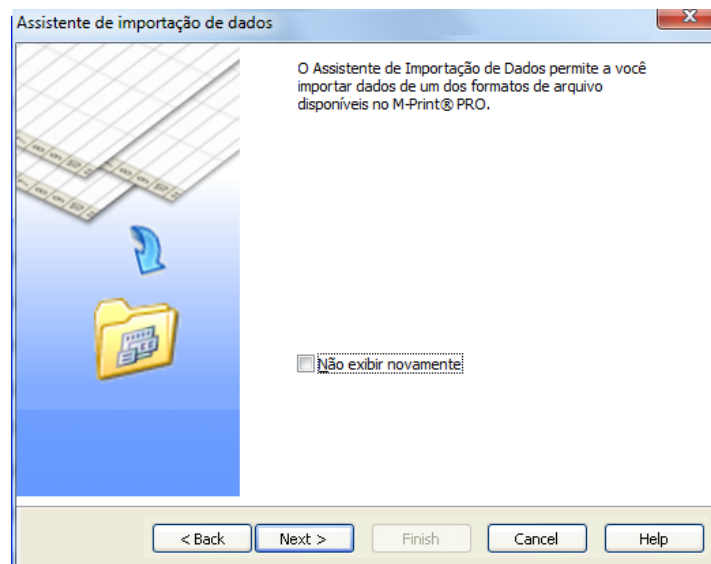 Assistente de importação de dados
O Assistente de Importação de Dados permite a você
importar dados de um dos formatos de arquivo
disponíveis no M-Print® PRO.
Não exibir novamente
< Back Next > Finish Cancel Help